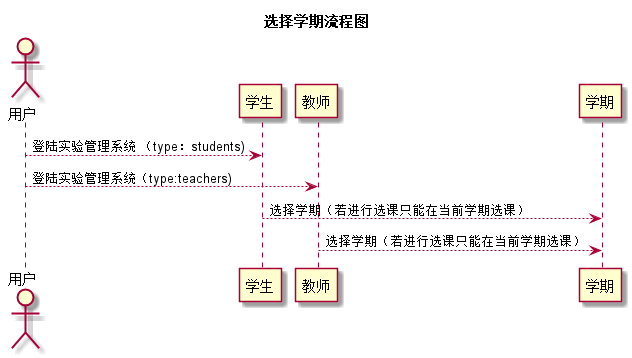 选择学期流程图
用户
学生
教师
学期
登陆实验管理系统 （type：students)
登陆实验管理系统（type:teachers)
选择学期（若进行选课只能在当前学期选课）
选择学期（若进行选课只能在当前学期选课）
用户
学生
教师
学期